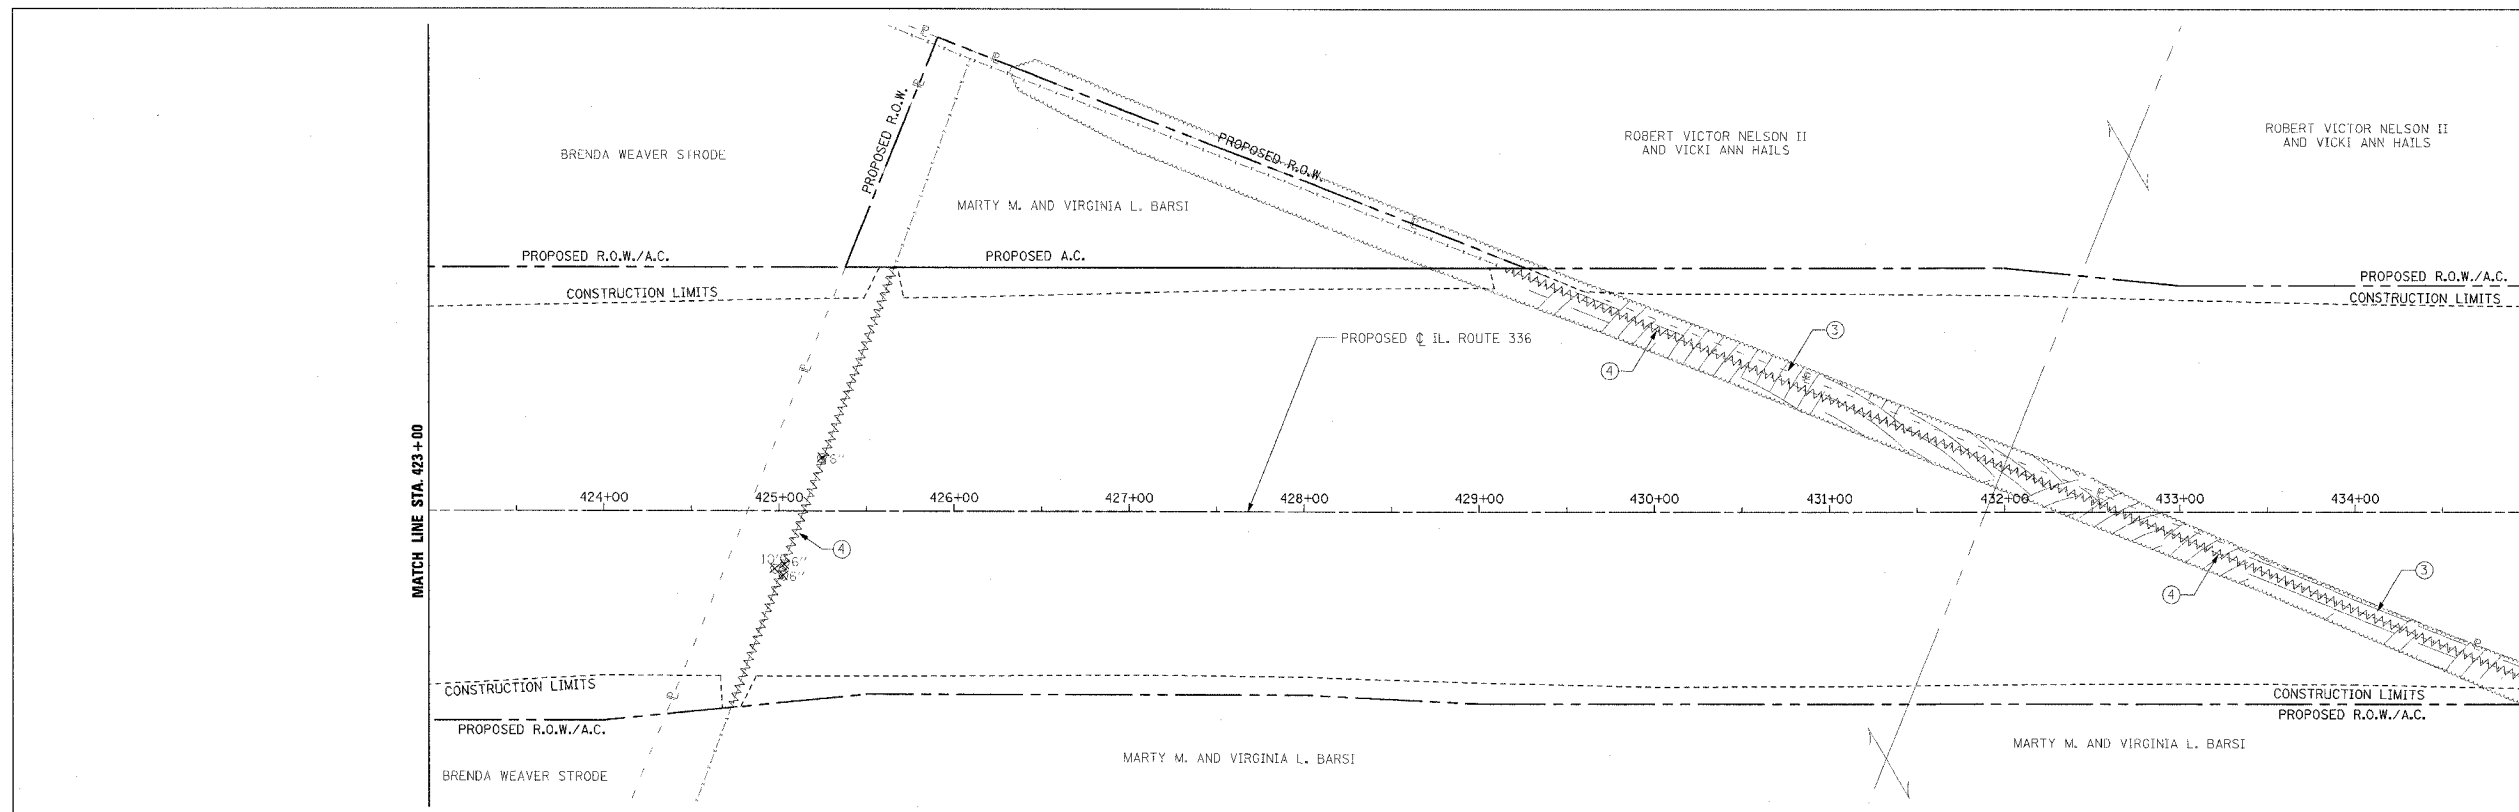 BRENDA WEAVER STRODE
PROPOSED R.O.W.
PROPOSED R.O.W.
MARTY M. AND VIRGINIA L. BARSI
ROBERT VICTOR NELSON II
AND VICKI ANN HAILS
ROBERT VICTOR NELSON II
AND VICKI ANN HAILS
PROPOSED R.O.W./A.C.
PROPOSED A.C.
PROPOSED R.O.W./A.C.
CONSTRUCTION LIMITS
CONSTRUCTION LIMITS
PROPOSED ℄ IL. ROUTE 336
3
4
MATCH LINE STA. 423+00
6"
424+00
425+00
426+00
427+00
428+00
429+00
430+00
431+00
432+00
433+00
434+00
4
6"
6"
4
3
CONSTRUCTION LIMITS
CONSTRUCTION LIMITS
PROPOSED R.O.W./A.C.
PROPOSED R.O.W./A.C.
BRENDA WEAVER STRODE
MARTY M. AND VIRGINIA L. BARSI
MARTY M. AND VIRGINIA L. BARSI